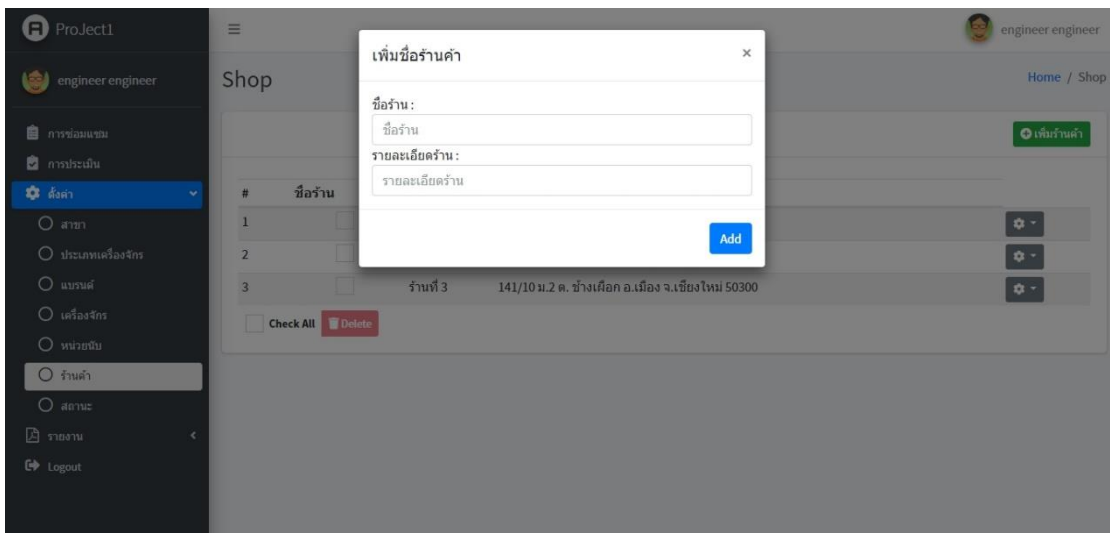 ProJect1
engineer engineer
engineer engineer
การซ่อมแซม
การประเมิน
ตั้งค่า
สาขา
ประเภทเครื่องจักร
แบรนด์
เครื่องจักร
หน่วยนับ
ร้านค้า
สถานะ
รายงาน
Logout
Shop
Home / Shop
เพิ่มร้านค้า
เพิ่มชื่อร้านค้า
×
ชื่อร้าน :
ชื่อร้าน
รายละเอียดร้าน :
รายละเอียดร้าน
Add
# ชื่อร้าน
1
2
3 ร้านที่ 3 141/10 ม.2 ต. ช้างเผือก อ.เมือง จ.เชียงใหม่ 50300
Check All Delete